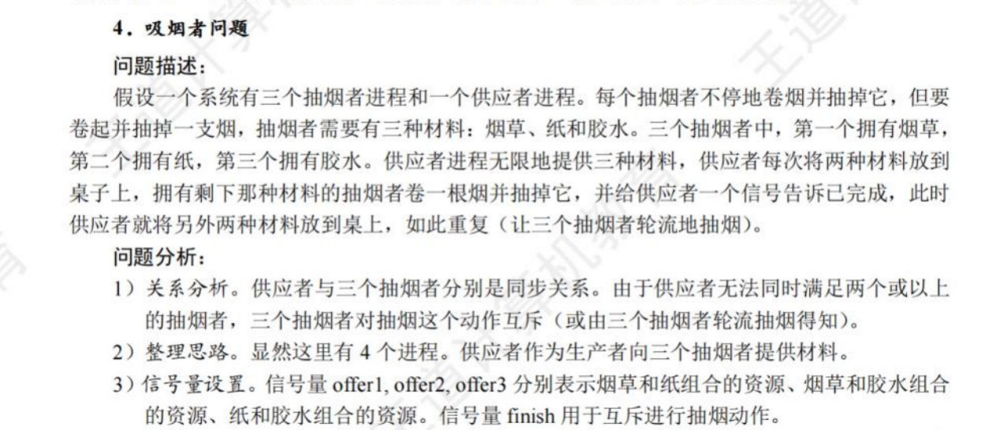 4．吸烟者问题
问题描述：
假设一个系统有三个抽烟者进程和一个供应者进程。每个抽烟者不停地卷烟并抽掉它，但要
卷起并抽掉一支烟，抽烟者需要有三种材料：烟草、纸和胶水。三个抽烟者中，第一个拥有烟草，
第二个拥有纸，第三个拥有胶水。供应者进程无限地提供三种材料，供应者每次将两种材料放到
桌子上，拥有剩下那种材料的抽烟者卷一根烟并抽掉它，并给供应者一个信号告诉已完成，此时
供应者就将另外两种材料放到桌上，如此重复（让三个抽烟者轮流地抽烟）。
问题分析：
1）关系分析。供应者与三个抽烟者分别是同步关系。由于供应者无法同时满足两个或以上
的抽烟者，三个抽烟者对抽烟这个动作互斥（或由三个抽烟者轮流抽烟得知）。
2）整理思路。显然这里有 4 个进程。供应者作为生产者向三个抽烟者提供材料。
3）信号量设置。信号量 offer1, offer2, offer3 分别表示烟草和纸组合的资源、烟草和胶水组合
的资源、纸和胶水组合的资源。信号量 finish 用于互斥进行抽烟动作。
王道计算机教育